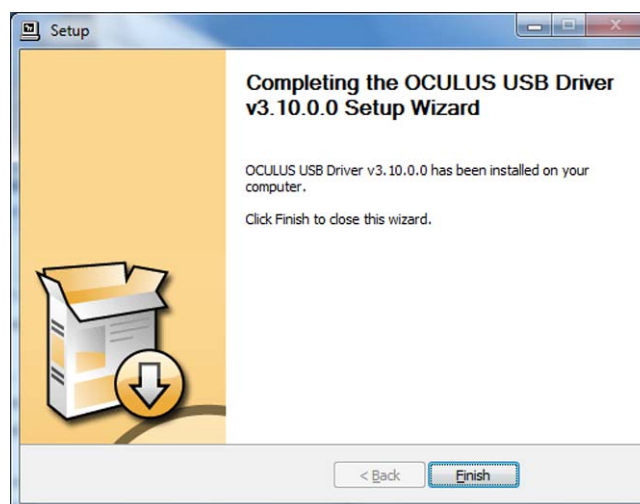 Setup
Completing the OCULUS USB Driver
v3.10.0.0 Setup Wizard
OCULUS USB Driver v3.10.0.0 has been installed on your
computer.
Click Finish to close this wizard.
< Back
Finish